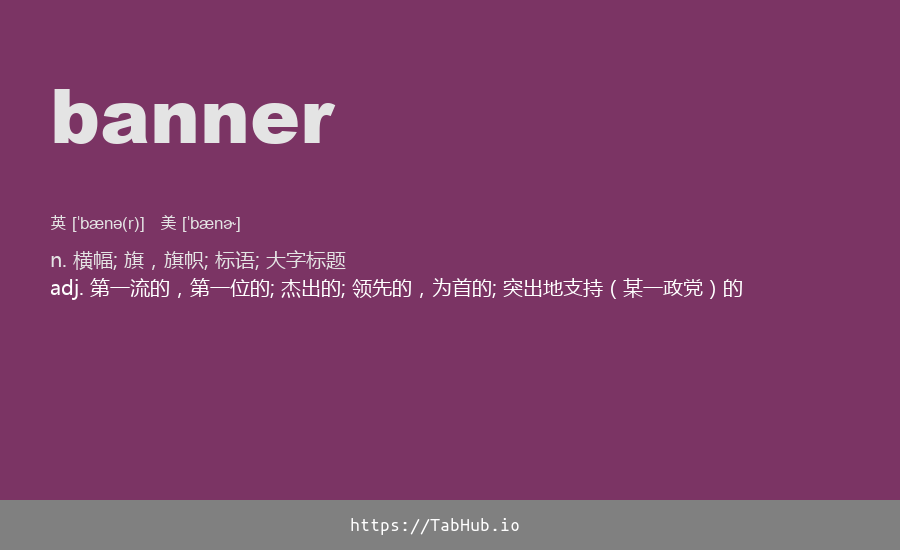 banner
英 [ˈbænə(r)] 美 [ˈbænɚ]
n. 横幅; 旗，旗帜; 标语; 大字标题
adj. 第一流的，第一位的; 杰出的; 领先的，为首的; 突出地支持（某一政党）的
https://TabHub.io